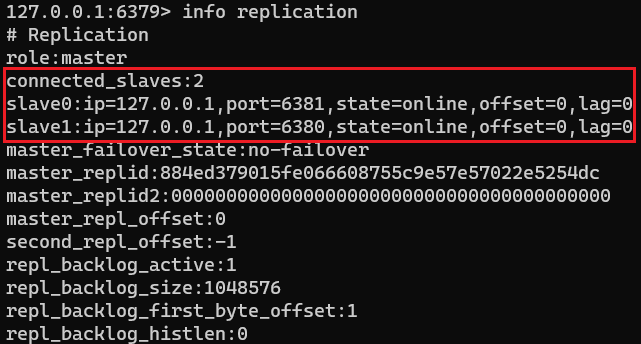 127.0.0.1:6379> info replication
# Replication
role:master
connected_slaves:2
slave0:ip=127.0.0.1,port=6381,state=online,offset=0,lag=0
slave1:ip=127.0.0.1,port=6380,state=online,offset=0,lag=0
master_failover_state:no-failover
master_replid:884ed379015fe066608755c9e57e57022e5254dc
master_replid2:0000000000000000000000000000000000000000
master_repl_offset:0
second_repl_offset:-1
repl_backlog_active:1
repl_backlog_size:1048576
repl_backlog_first_byte_offset:1
repl_backlog_histlen:0